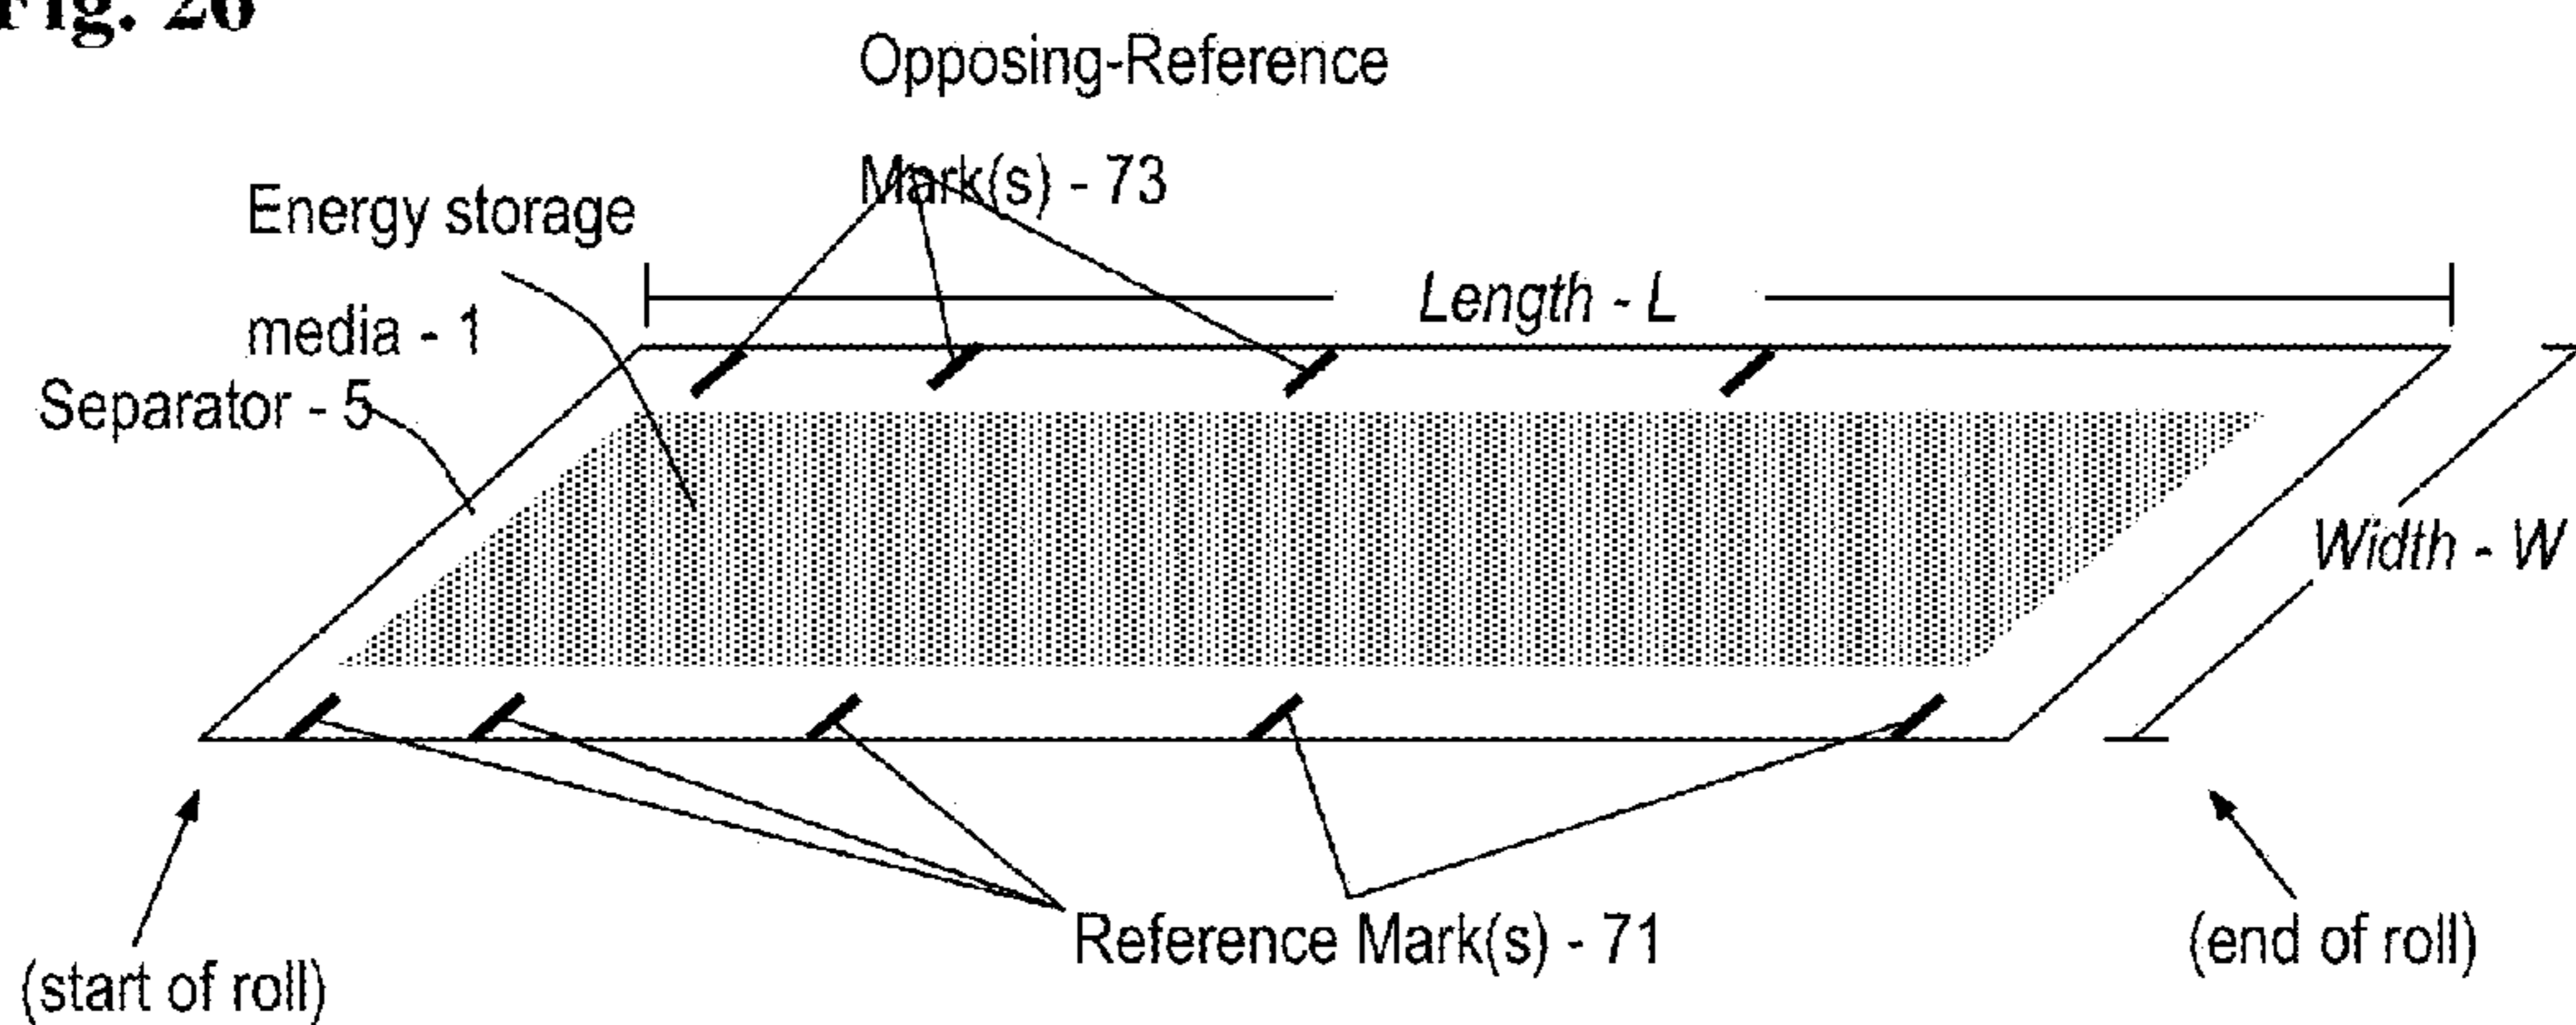 Fig. 26
Opposing-Reference
Mark(s) - 73
Energy storage
media - 1
Separator - 5
Length - L
Width - W
Reference Mark(s) - 71
(start of roll)
(end of roll)